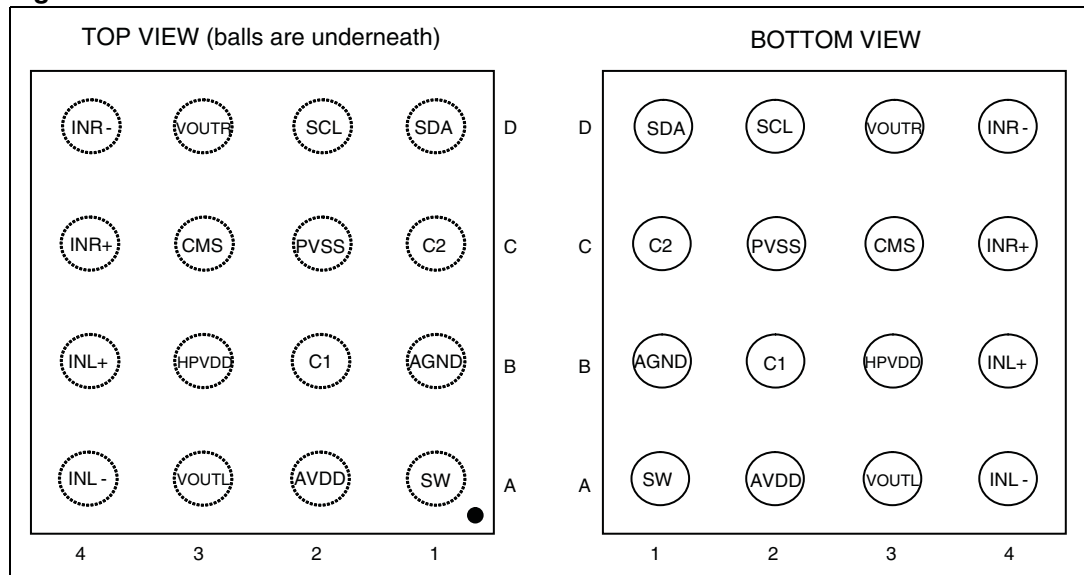 TOP VIEW (balls are underneath)
BOTTOM VIEW
INR - VOUTR SCL SDA D
D SDA SCL VOUTR INR -
INR+ CMS PVSS C2 C
C C2 PVSS CMS INR+
INL+ HPVDD C1 AGND B
B AGND C1 HPVDD INL+
INL - VOUTL AVDD SW A
A SW AVDD VOUTL INL -
4 3 2 1
1 2 3 4